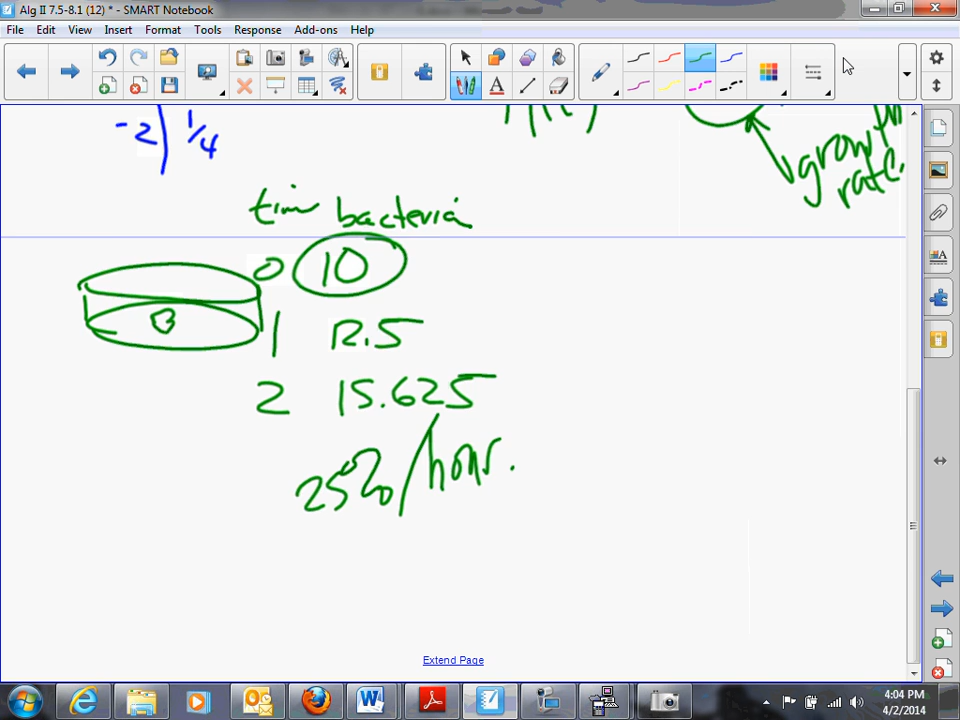 Alg II 7.5-8.1 (12) * - SMART Notebook
File Edit View Insert Format Tools Response Add-ons Help
-2 1/4
growth
rate.
bacteria
0 10
1 12.5
2 15.625
25%/hour.
B
Extend Page
4:04 PM
4/2/2014